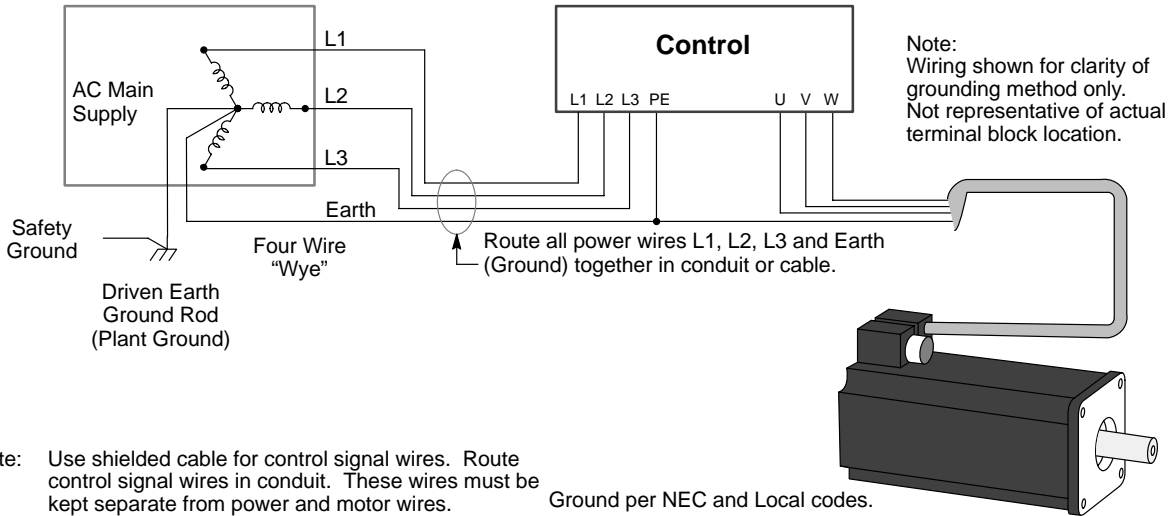 L1
AC Main
Supply
L2
L3
Earth
Safety
Ground
Driven Earth
Ground Rod
(Plant Ground)
Four Wire
“Wye”
Control
L1 L2 L3 PE U V W
Note:
Wiring shown for clarity of
grounding method only.
Not representative of actual
terminal block location.
Route all power wires L1, L2, L3 and Earth
(Ground) together in conduit or cable.
te: Use shielded cable for control signal wires. Route
control signal wires in conduit. These wires must be
kept separate from power and motor wires.
Ground per NEC and Local codes.